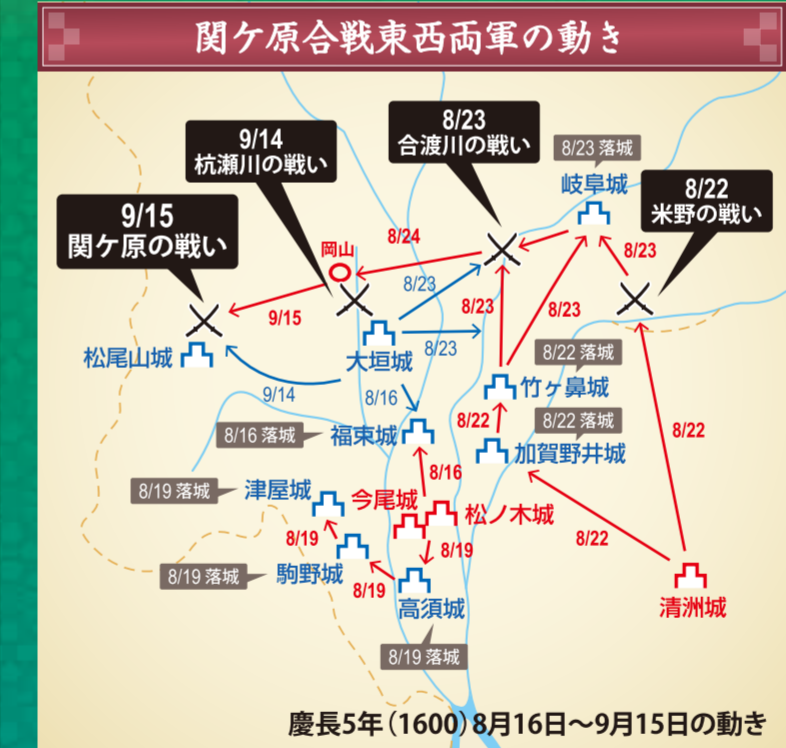 関ケ原合戦東西両軍の動き
8/23
合渡川の戦い
9/14
杭瀬川の戦い
8/23 落城
岐阜城
8/22
米野の戦い
9/15
関ケ原の戦い
岡山
8/24
8/23
8/23
8/23
8/23
9/15
8/23
松尾山城
大垣城
8/22 落城
9/14
8/16
竹ヶ鼻城
8/22
8/22 落城
8/22
8/16 落城
福束城
加賀野井城
8/16
8/19 落城
津屋城
今尾城
松ノ木城
8/19
8/19
8/22
8/19 落城
駒野城
8/19
高須城
清洲城
8/19 落城
慶長5年(1600)8月16日〜9月15日の動き